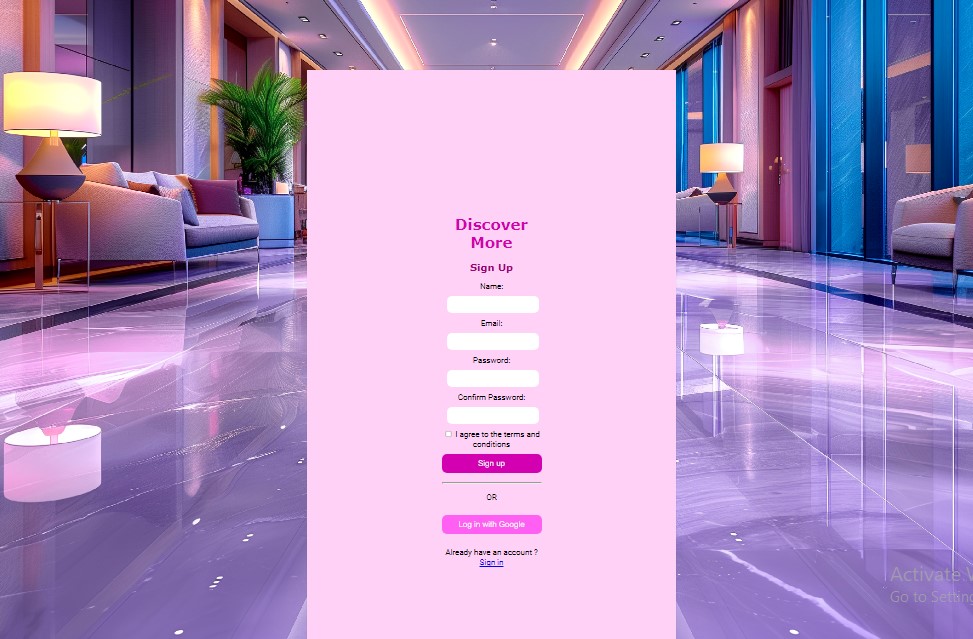 Discover
More
Sign Up
Name:
Email:
Password:
Confirm Password:
I agree to the terms and
conditions
Sign up
OR
Log in with Google
Already have an account ?
Sign in
Activate
Go to Setting